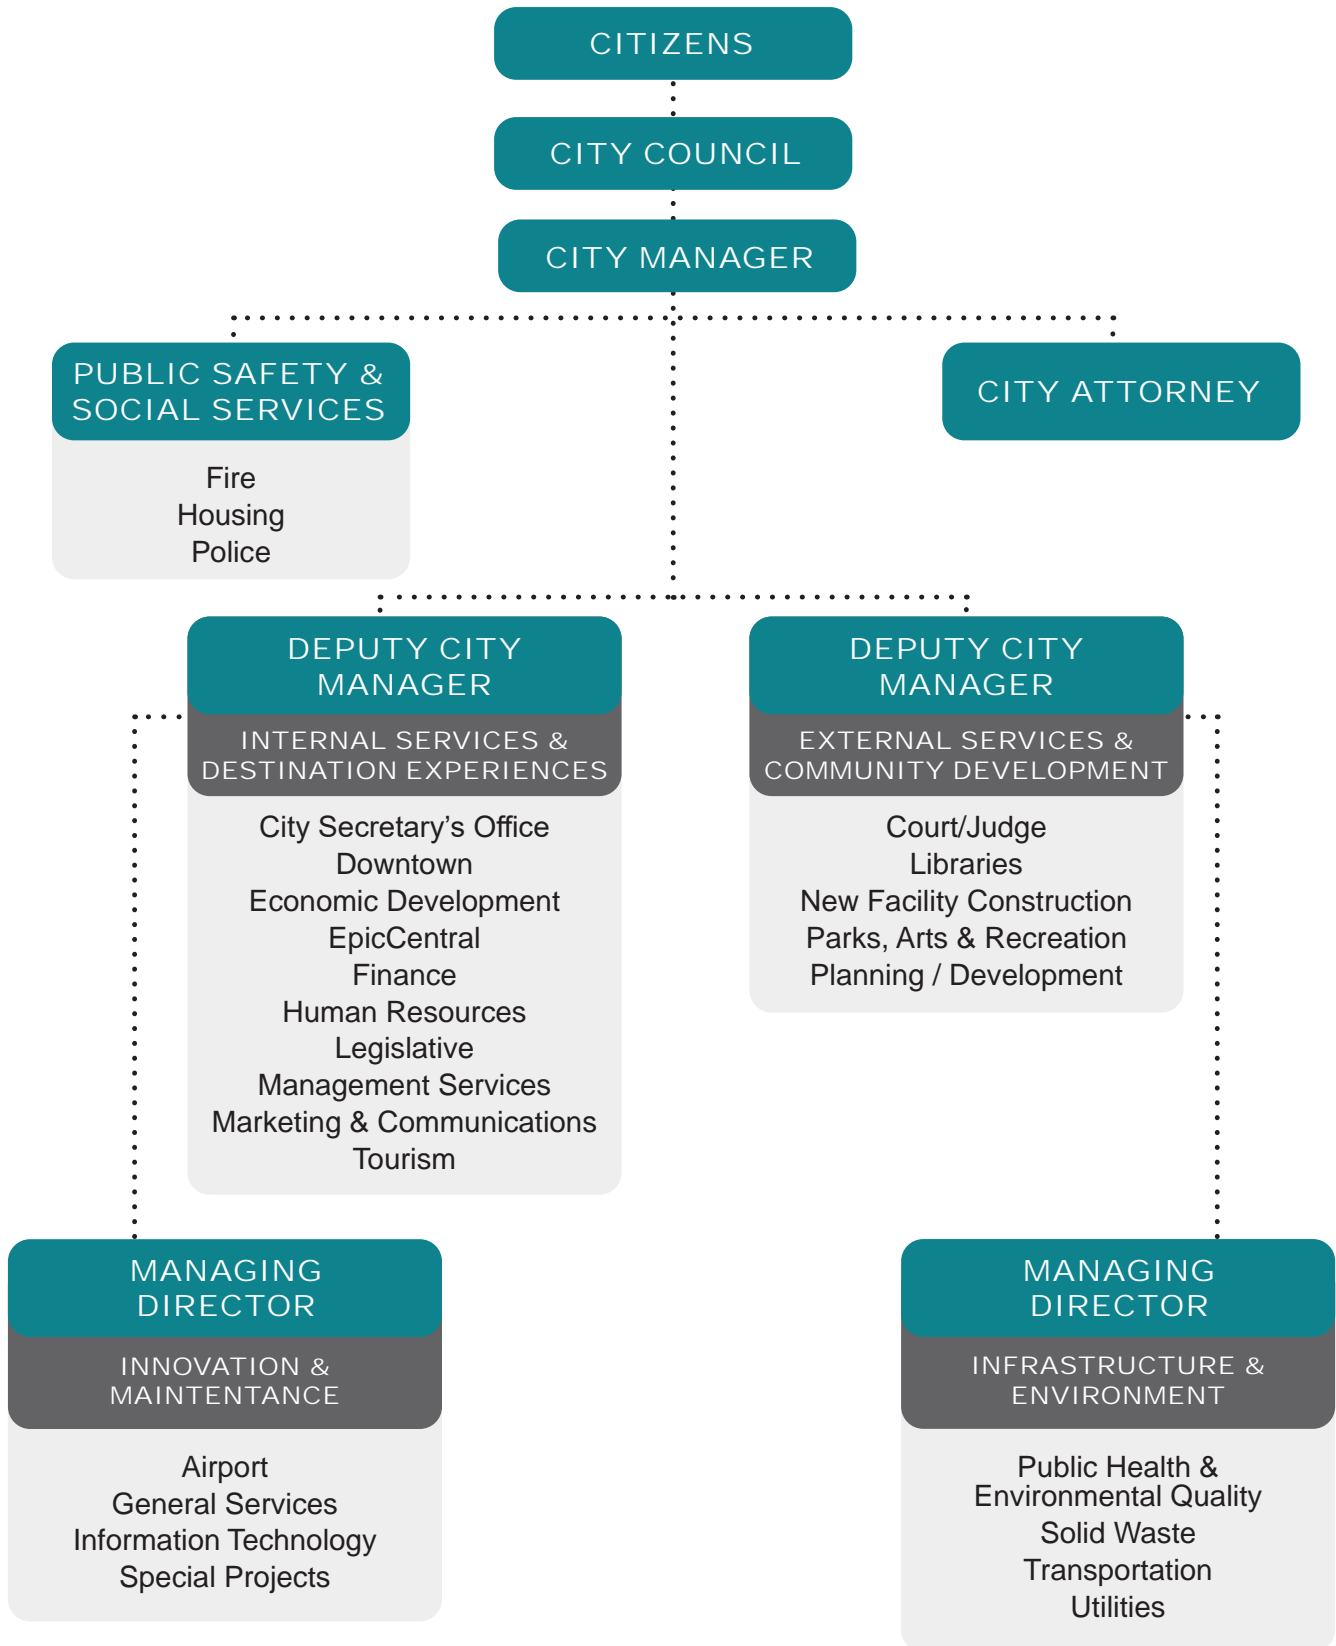 CITIZENS
CITY COUNCIL
CITY MANAGER
PUBLIC SAFETY &
SOCIAL SERVICES
Fire
Housing
Police
CITY ATTORNEY
DEPUTY CITY
MANAGER
INTERNAL SERVICES &
DESTINATION EXPERIENCES
City Secretary’s Office
Downtown
Economic Development
EpicCentral
Finance
Human Resources
Legislative
Management Services
Marketing & Communications
Tourism
DEPUTY CITY
MANAGER
EXTERNAL SERVICES &
COMMUNITY DEVELOPMENT
Court/Judge
Libraries
New Facility Construction
Parks, Arts & Recreation
Planning / Development
MANAGING
DIRECTOR
INNOVATION &
MAINTENTANCE
Airport
General Services
Information Technology
Special Projects
MANAGING
DIRECTOR
INFRASTRUCTURE &
ENVIRONMENT
Public Health &
Environmental Quality
Solid Waste
Transportation
Utilities